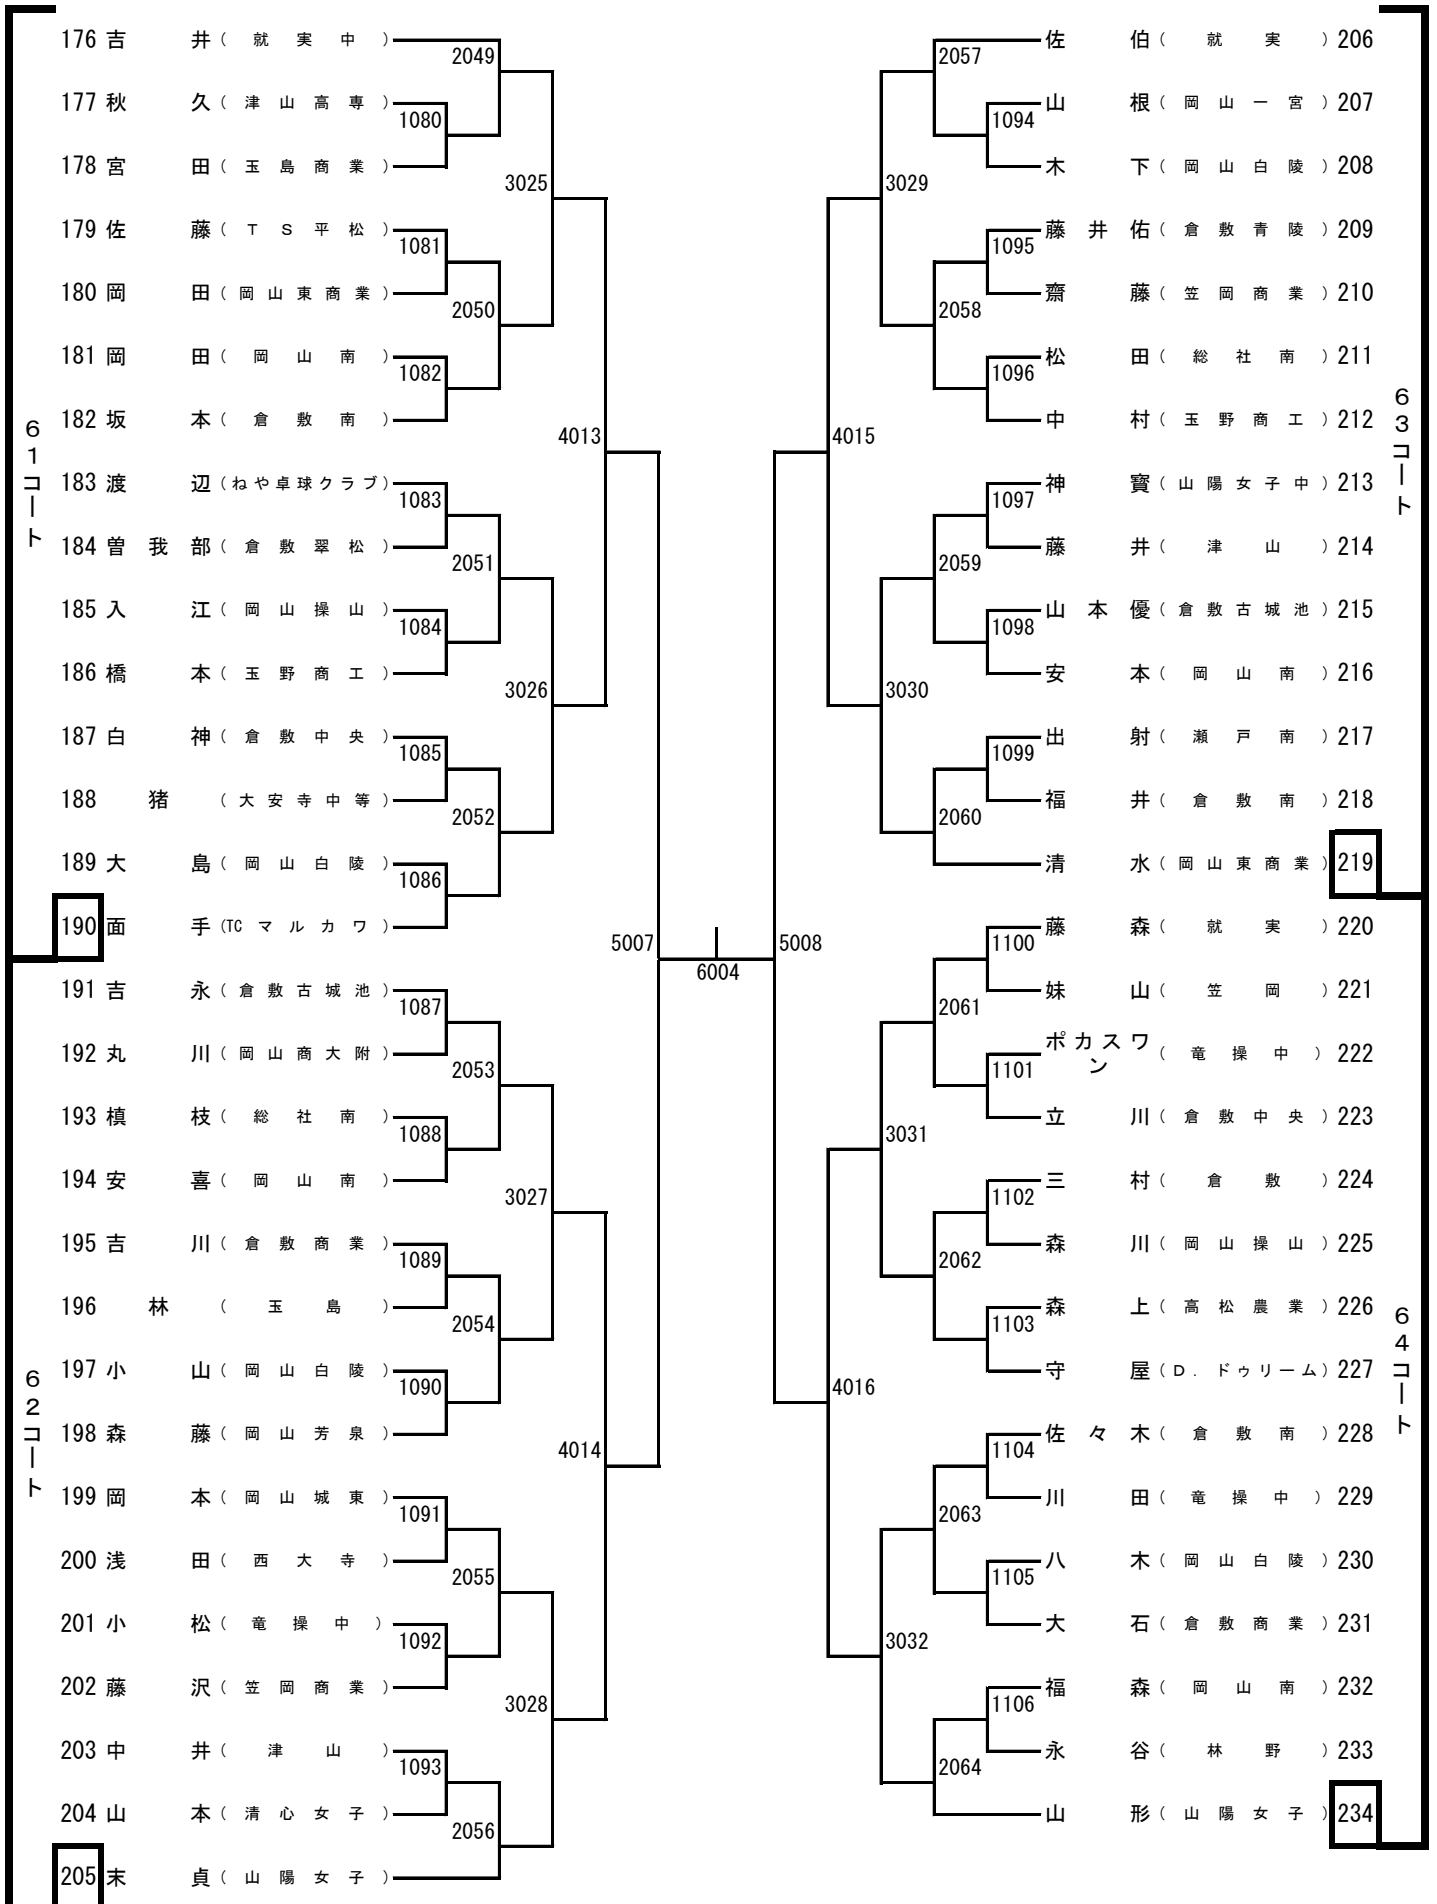 61コート
176 吉井（就実中）
2049
177 秋久（津山高専）
1080
178 宮田（玉島商業）
3025
179 佐藤（ＴＳ平松）
1081
180 岡田（岡山東商業）
2050
181 岡田（岡山南）
1082
182 坂本（倉敷南）
4013
183 渡辺（ねや卓球クラブ）
1083
184 曽我部（倉敷翠松）
2051
185 入江（岡山操山）
1084
186 橋本（玉野商工）
3026
187 白神（倉敷中央）
1085
188 猪（大安寺中等）
2052
189 大島（岡山白陵）
1086
190 面手（TCマルカワ）
5007
6004
62コート
191 吉永（倉敷古城池）
1087
192 丸川（岡山商大附）
2053
193 槙枝（総社南）
1088
194 安喜（岡山南）
3027
195 吉川（倉敷商業）
1089
196 林（玉島）
2054
197 小山（岡山白陵）
1090
198 森藤（岡山芳泉）
4014
199 岡本（岡山城東）
1091
200 浅田（西大寺）
2055
201 小松（竜操中）
1092
202 藤沢（笠岡商業）
3028
203 中井（津山）
1093
204 山本（清心女子）
2056
205 末貞（山陽女子）
63コート
佐伯（就実）206
2057
山根（岡山一宮）207
1094
木下（岡山白陵）208
3029
藤井佑（倉敷青陵）209
1095
齋藤（笠岡商業）210
2058
松田（総社南）211
1096
中村（玉野商工）212
4015
神寳（山陽女子中）213
1097
藤井（津山）214
2059
山本優（倉敷古城池）215
1098
安本（岡山南）216
3030
出射（瀬戸南）217
1099
福井（倉敷南）218
2060
清水（岡山東商業）219
5008
64コート
藤森（就実）220
1100
妹山（笠岡）221
2061
ポカスワン（竜操中）222
1101
立川（倉敷中央）223
3031
三村（倉敷）224
1102
森川（岡山操山）225
2062
森上（高松農業）226
1103
守屋（Ｄ．ドゥリーム）227
4016
佐々木（倉敷南）228
1104
川田（竜操中）229
2063
八木（岡山白陵）230
1105
大石（倉敷商業）231
3032
福森（岡山南）232
1106
永谷（林野）233
2064
山形（山陽女子）234